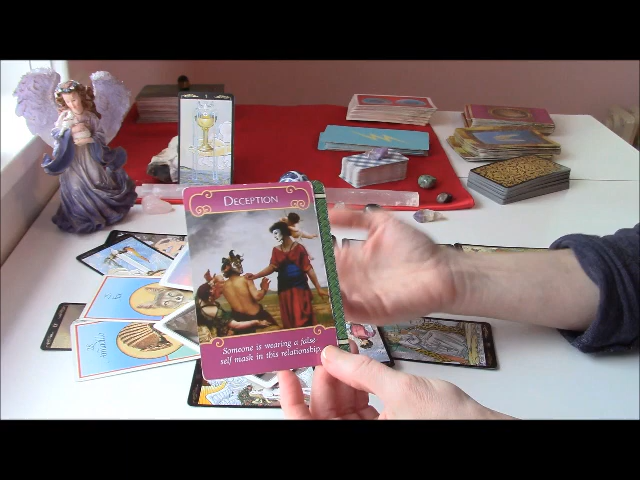 DECEPTION
Someone is wearing a false
self mask in this relationship.